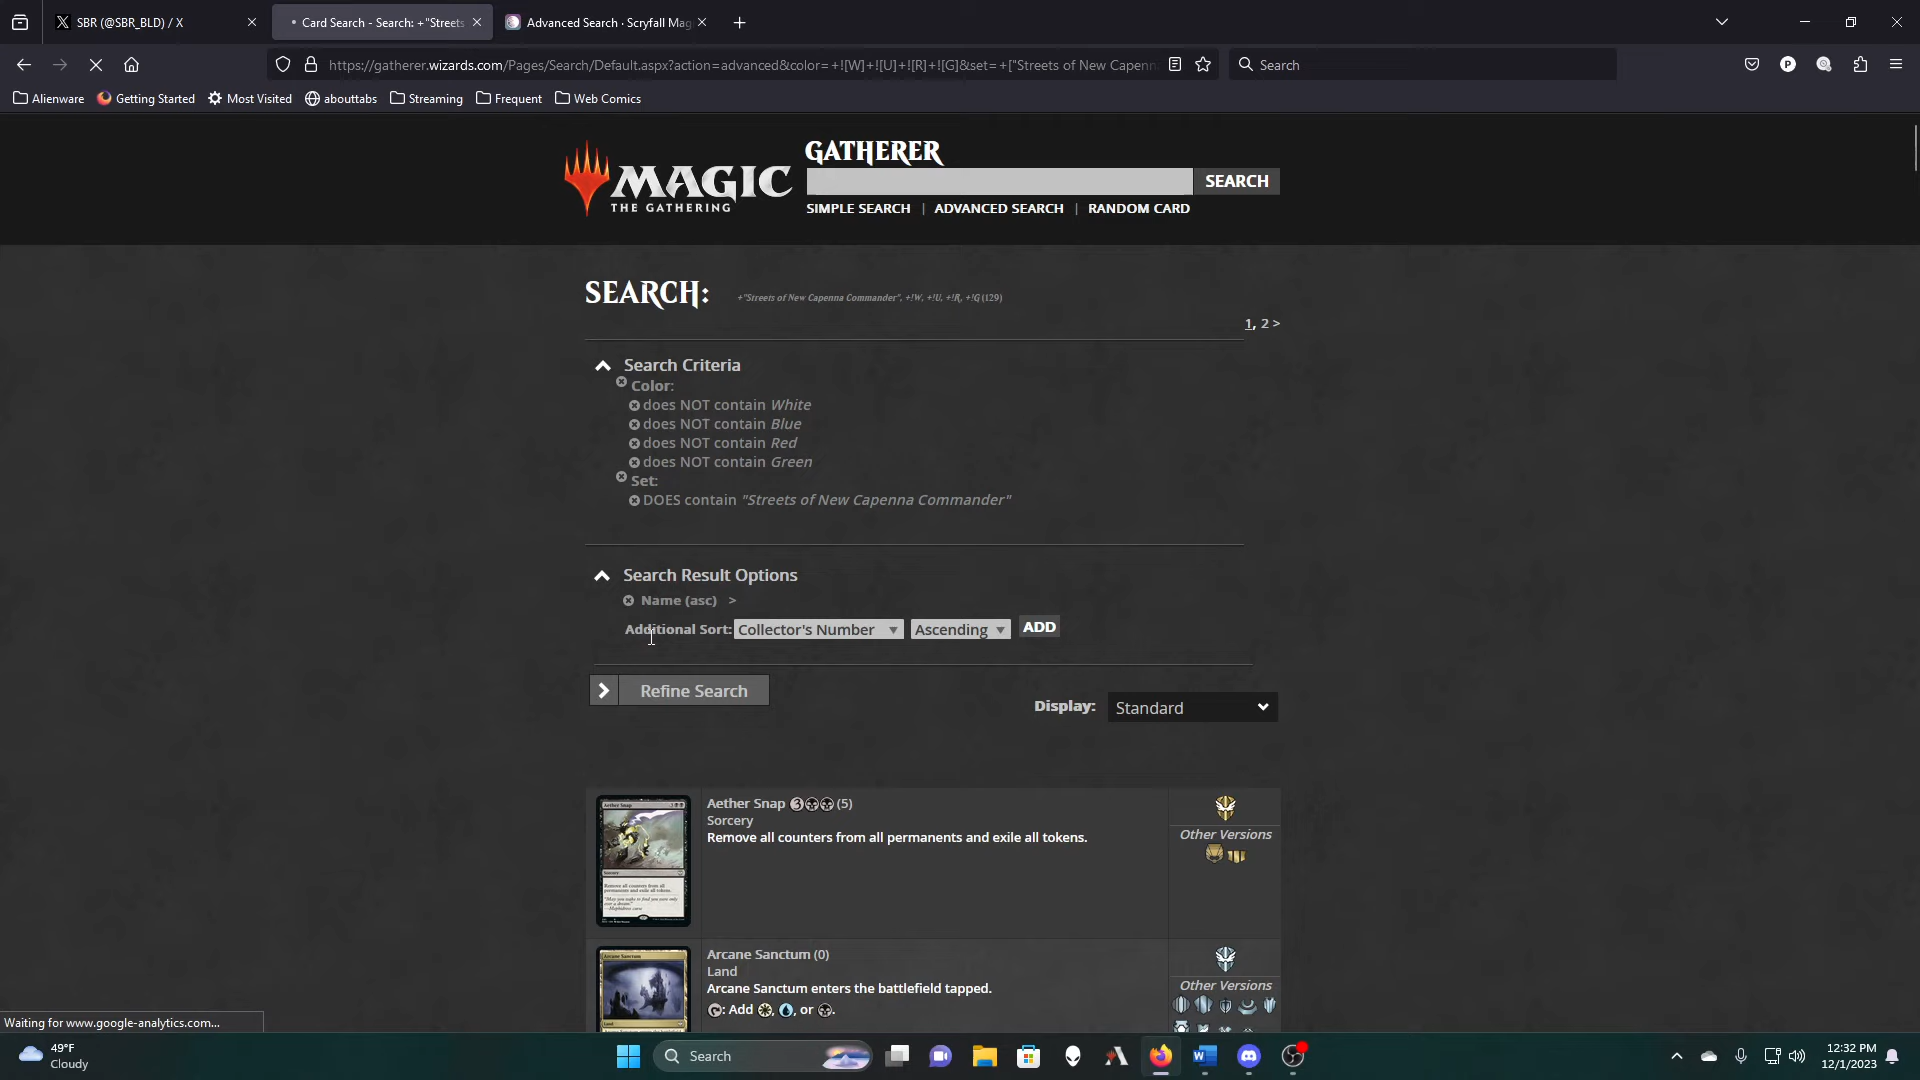 SBR (@SBR_BLD) / X
Card Search - Search: +"Streets
Advanced Search · Scryfall Mag
https://gatherer.wizards.com/Pages/Search/Default.aspx?action=advanced&color=+![W]+![U]+![R]+![G]&set=+["Streets of New Capenn
Search
Alienware
Getting Started
Most Visited
abouttabs
Streaming
Frequent
Web Comics
MAGIC
THE GATHERING
GATHERER
SEARCH
SIMPLE SEARCH | ADVANCED SEARCH | RANDOM CARD
SEARCH: +"Streets of New Capenna Commander", +!W, +!U, +!R, +!G (129)
1, 2 >
Search Criteria
Color:
does NOT contain White
does NOT contain Blue
does NOT contain Red
does NOT contain Green
Set:
DOES contain "Streets of New Capenna Commander"
Search Result Options
Name (asc) >
Additional Sort: Collector's Number Ascending ADD
Refine Search
Display: Standard
Aether Snap 3 (5)
Sorcery
Remove all counters from all permanents and exile all tokens.
Other Versions
Arcane Sanctum (0)
Land
Arcane Sanctum enters the battlefield tapped.
: Add , , or .
Other Versions
Waiting for www.google-analytics.com...
49°F
Cloudy
Search
12:32 PM
12/1/2023